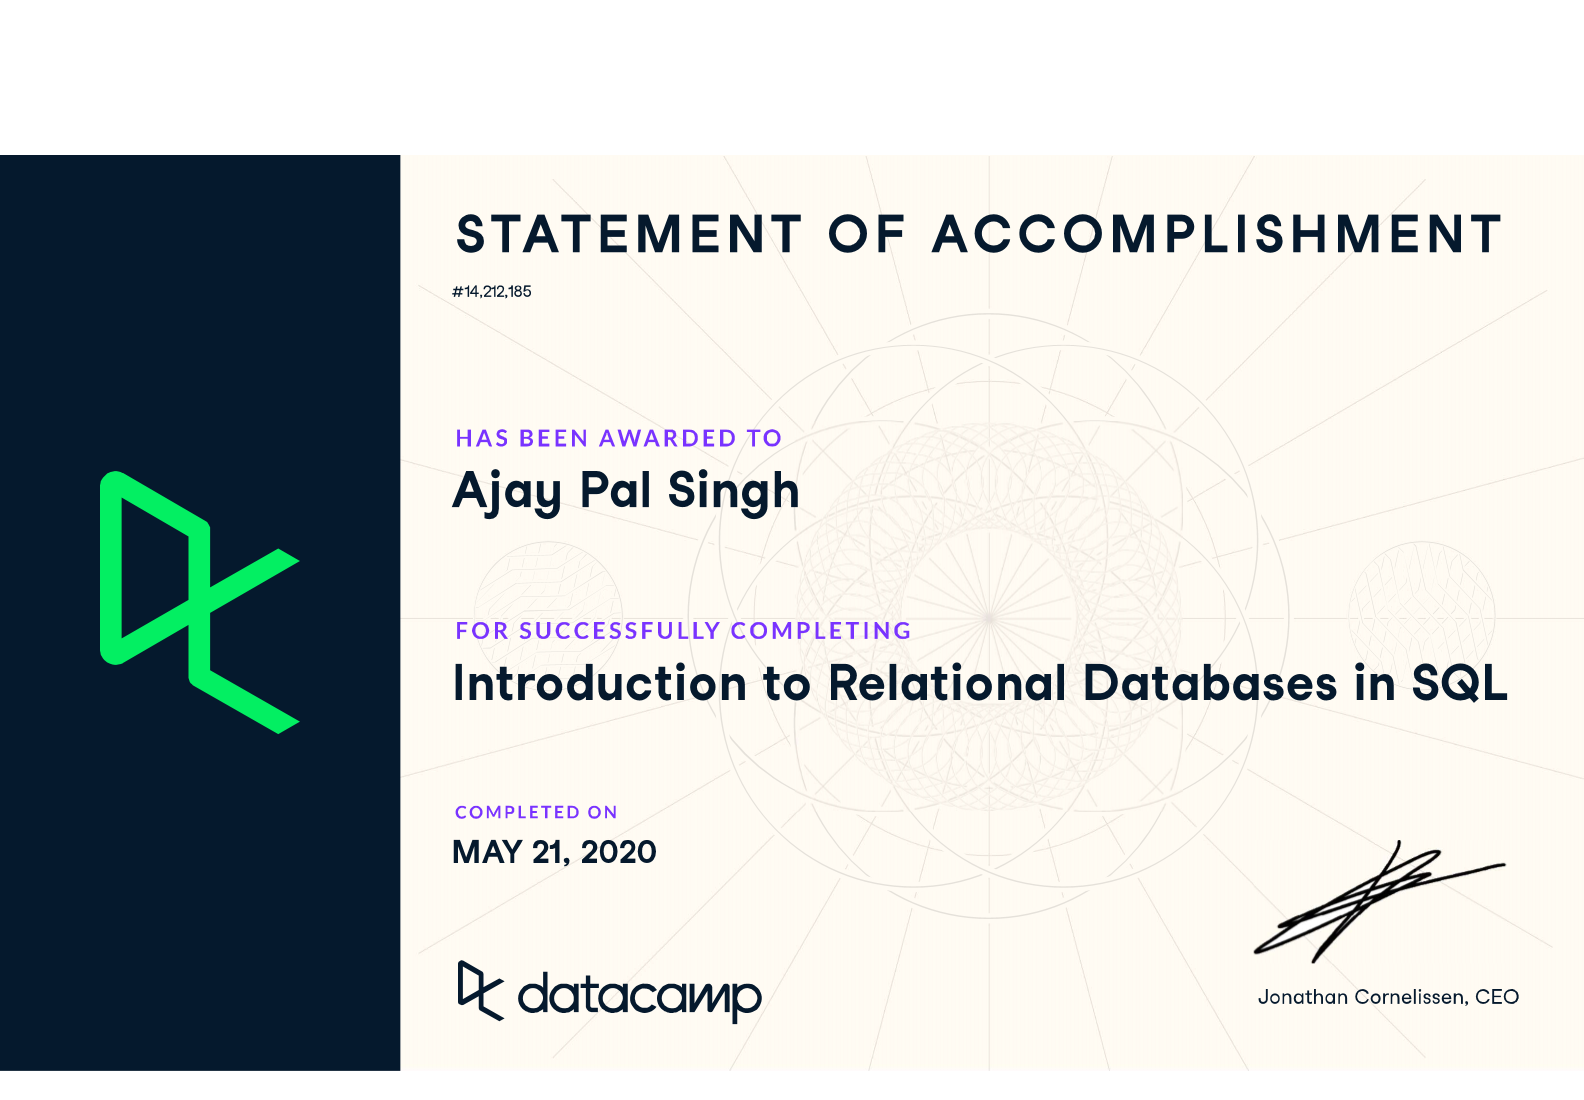 STATEMENT OF ACCOMPLISHMENT
#14,212,185
HAS BEEN AWARDED TO
Ajay Pal Singh
FOR SUCCESSFULLY COMPLETING
Introduction to Relational Databases in SQL
COMPLETED ON
MAY 21, 2020
datacamp
Jonathan Cornelissen, CEO